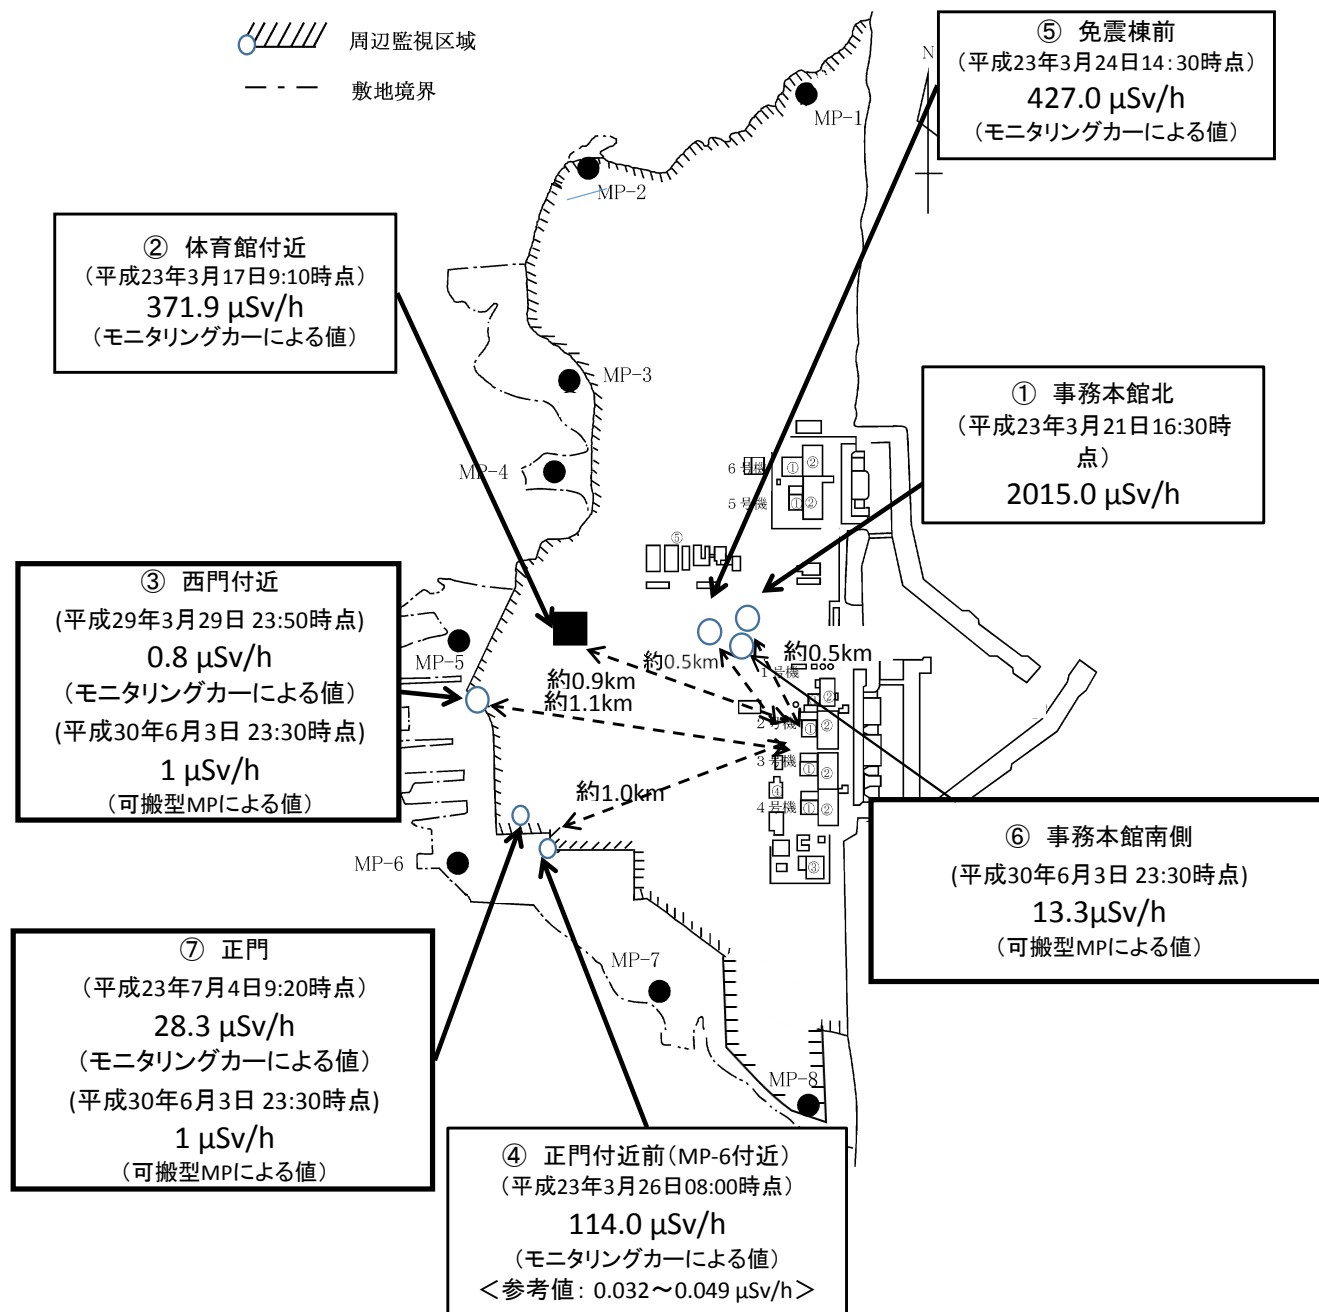 周辺監視区域
敷地境界
⑤ 免震棟前
(平成23年3月24日14:30時点)
427.0 μSv/h
(モニタリングカーによる値)
N
MP-1
MP-2
② 体育館付近
(平成23年3月17日9:10時点)
371.9 μSv/h
(モニタリングカーによる値)
MP-3
① 事務本館北
(平成23年3月21日16:30時
点)
2015.0 μSv/h
MP-4
6号機
① ②
5号機
① ②
⑤
③ 西門付近
(平成29年3月29日 23:50時点)
0.8 μSv/h
(モニタリングカーによる値)
(平成30年6月3日 23:30時点)
1 μSv/h
(可搬型MPによる値)
MP-5
約0.5km
約0.5km
約0.9km
約1.1km
1号機
②
2号機
① ②
3号機
① ②
約1.0km
④
4号機
① ②
③
⑥ 事務本館南側
(平成30年6月3日 23:30時点)
13.3μSv/h
(可搬型MPによる値)
MP-6
⑦ 正門
(平成23年7月4日9:20時点)
28.3 μSv/h
(モニタリングカーによる値)
(平成30年6月3日 23:30時点)
1 μSv/h
(可搬型MPによる値)
MP-7
MP-8
④ 正門付近前(MP-6付近)
(平成23年3月26日08:00時点)
114.0 μSv/h
(モニタリングカーによる値)
<参考値: 0.032～0.049 μSv/h>